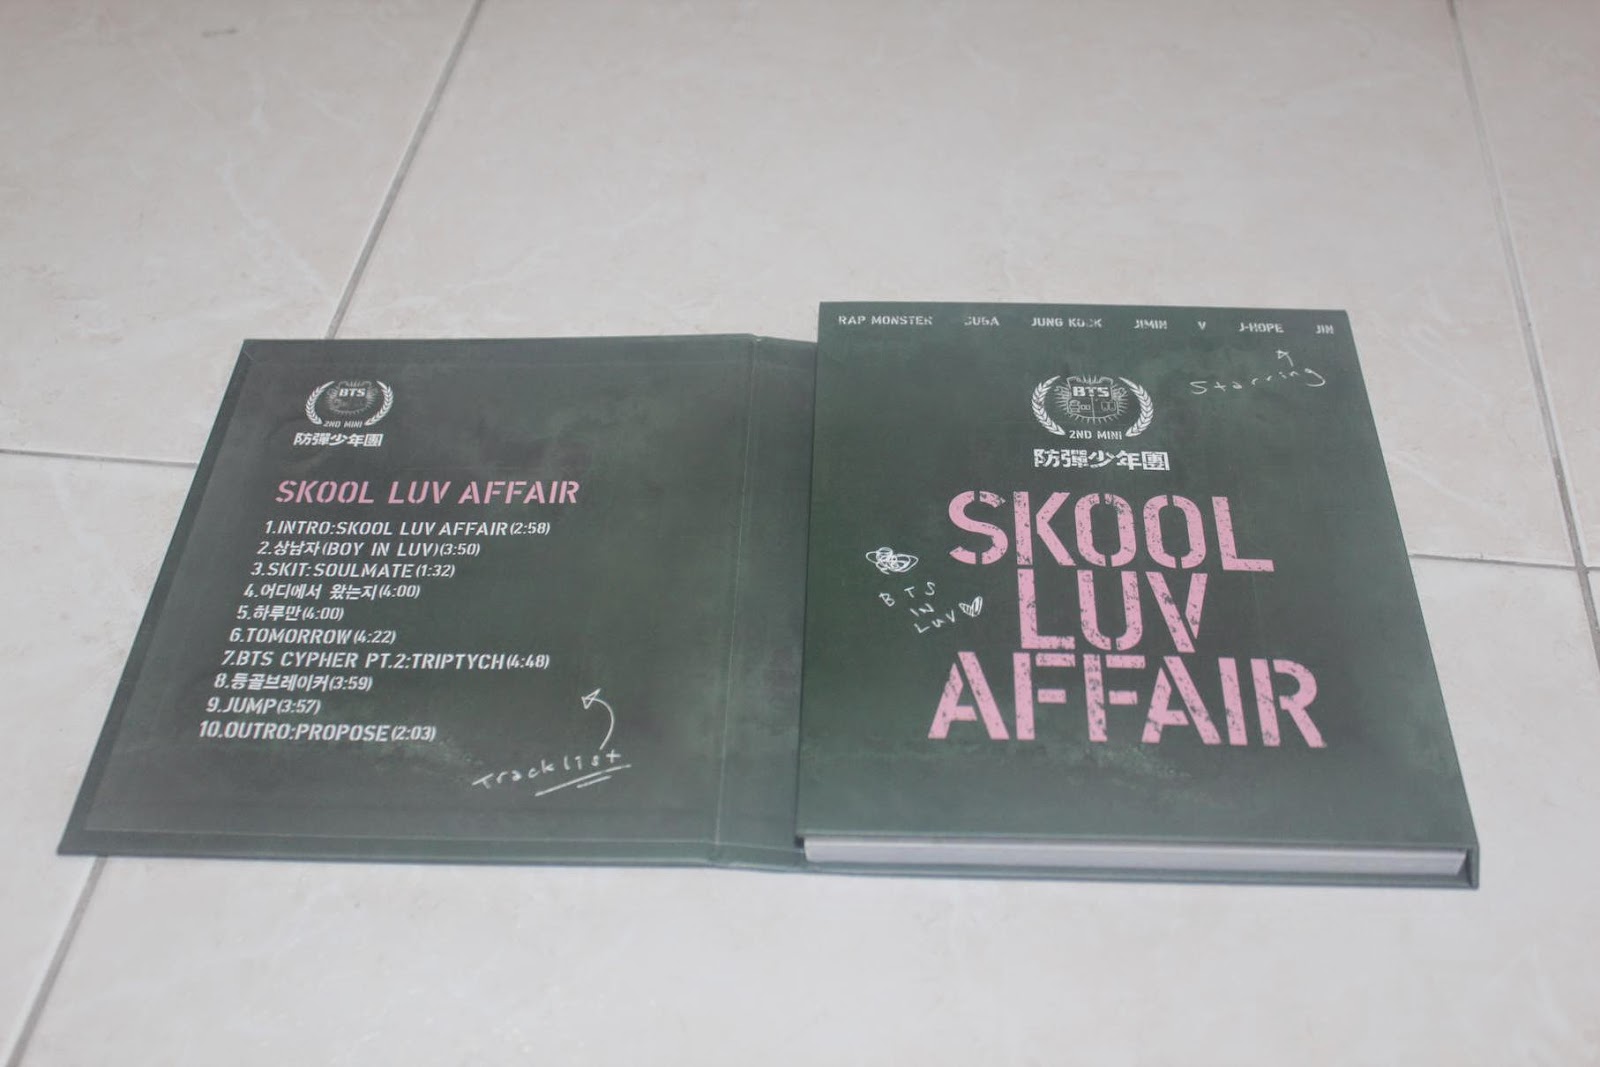 BTS
2ND MINI
防彈少年團
SKOOL LUV AFFAIR
1.INTRO:SKOOL LUV AFFAIR(2:58)
2.상남자(BOY IN LUV)(3:50)
3.SKIT:SOULMATE(1:32)
4.어디에서 왔는지(4:00)
5.하루만(4:00)
6.TOMORROW(4:22)
7.BTS CYPHER PT.2:TRIPTYCH(4:48)
8.등골브레이커(3:59)
9.JUMP(3:57)
10.OUTRO:PROPOSE(2:03)
Tracklist
RAP MONSTER SUGA JUNG KOOK JIMIN V J-HOPE JIN
Starring
BTS
2ND MINI
防彈少年團
SKOOL
LUV
AFFAIR
BTS
IN
LUV